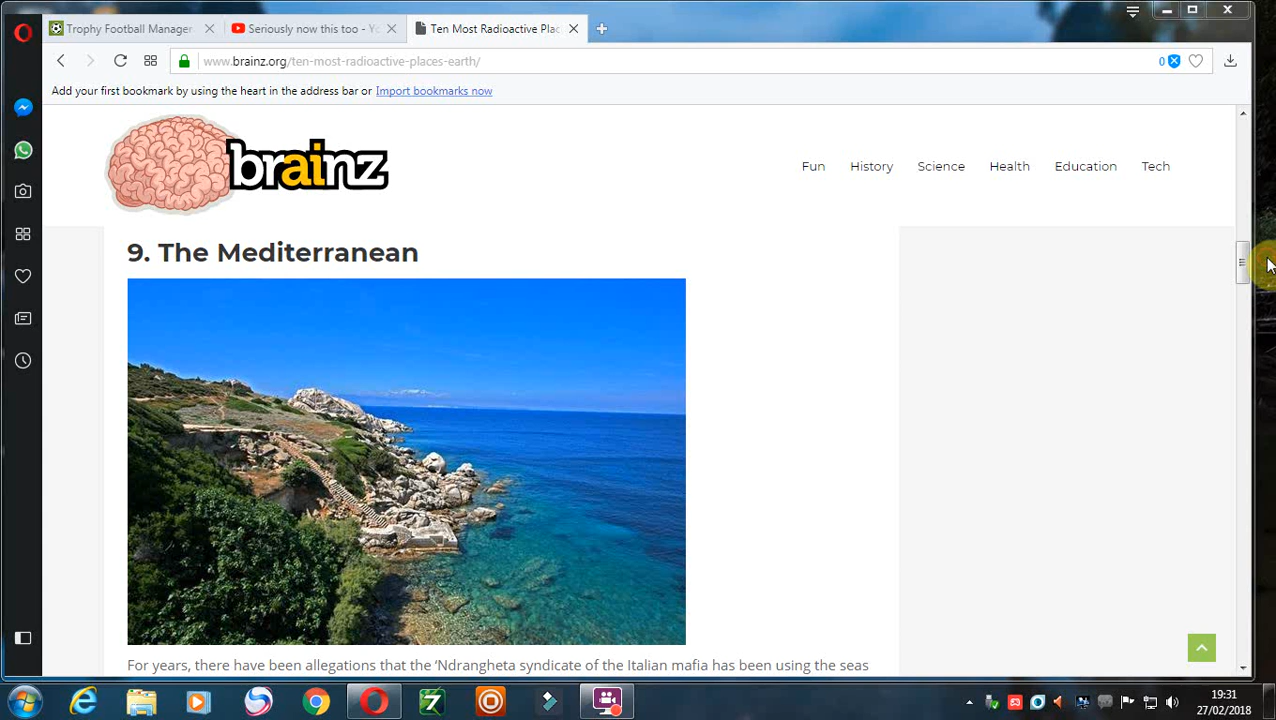 Trophy Football Manager
Seriously now this too - Yo
Ten Most Radioactive Plac
www.brainz.org/ten-most-radioactive-places-earth/
0
Add your first bookmark by using the heart in the address bar or Import bookmarks now
brainz
Fun History Science Health Education Tech
9. The Mediterranean
For years, there have been allegations that the ‘Ndrangheta syndicate of the Italian mafia has been using the seas
19:31
27/02/2018